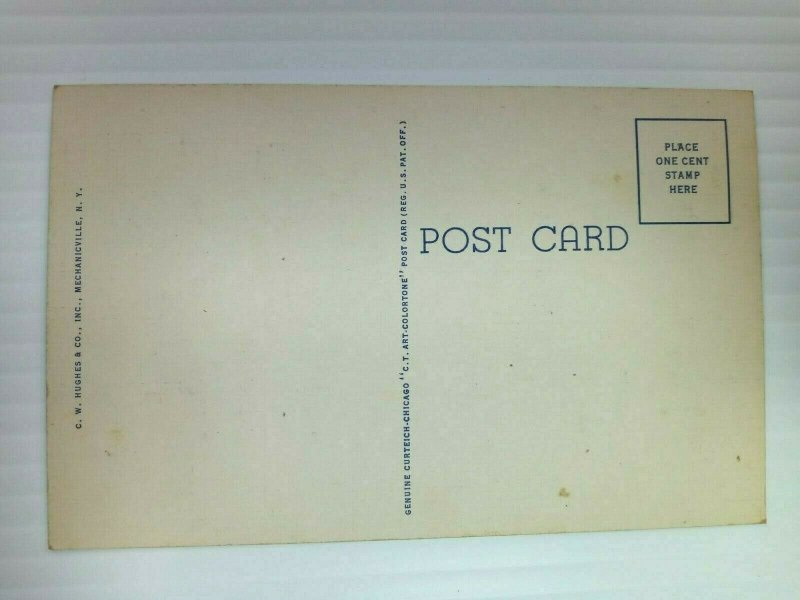 C. W. HUGHES & CO., INC., MECHANICVILLE, N. Y.
GENUINE CURTEICH-CHICAGO "C.T. ART-COLORTONE" POST CARD (REG. U.S. PAT. OFF.)
POST CARD
PLACE
ONE CENT
STAMP
HERE